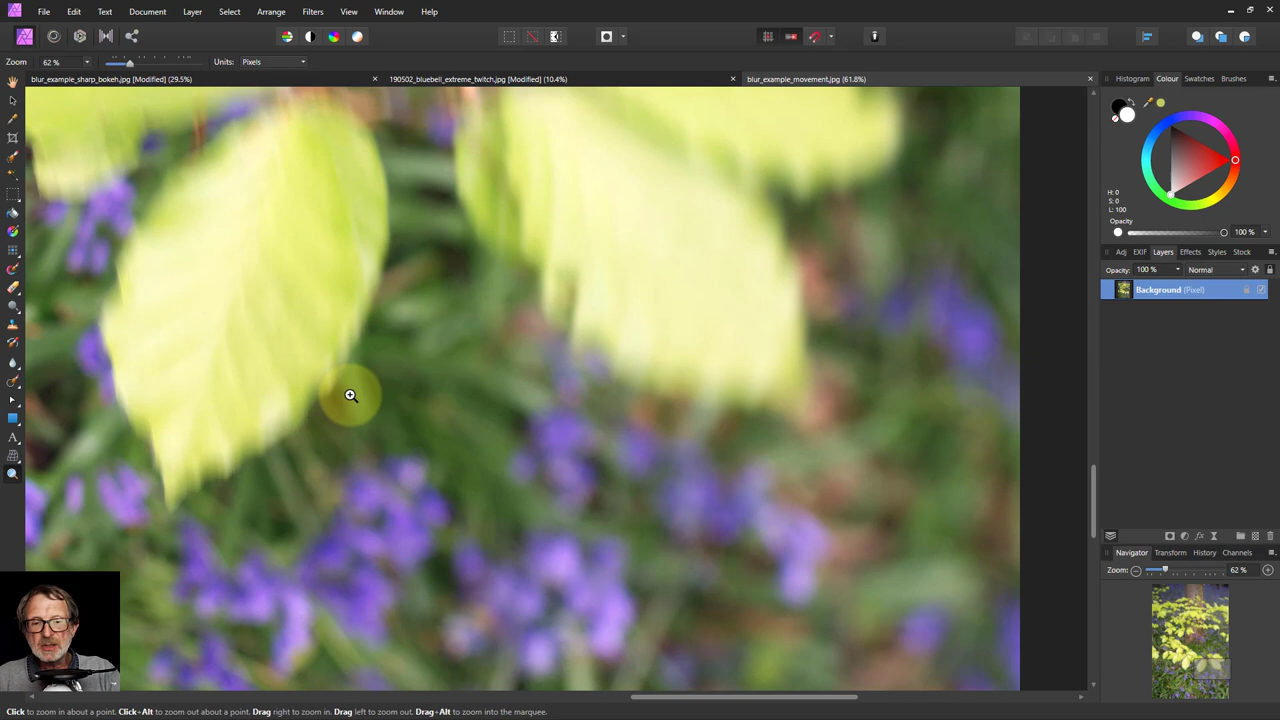 File Edit Text Document Layer Select Arrange Filters View Window Help
Zoom 62 % Units: Pixels
blur_example_sharp_bokeh.jpg [Modified] (29.5%) 190502_bluebell_extreme_twitch.jpg [Modified] (10.4%) blur_example_movement.jpg (61.8%)
Histogram Colour Swatches Brushes
H: 0
S: 0
L: 100
Opacity
100 %
Adj EXIF Layers Effects Styles Stock
Opacity: 100 % Normal
Background (Pixel)
Navigator Transform History Channels
Zoom: 62 %
Click to zoom in about a point. Click+Alt to zoom out about a point. Drag right to zoom in. Drag left to zoom out. Drag+Alt to zoom into the marquee.